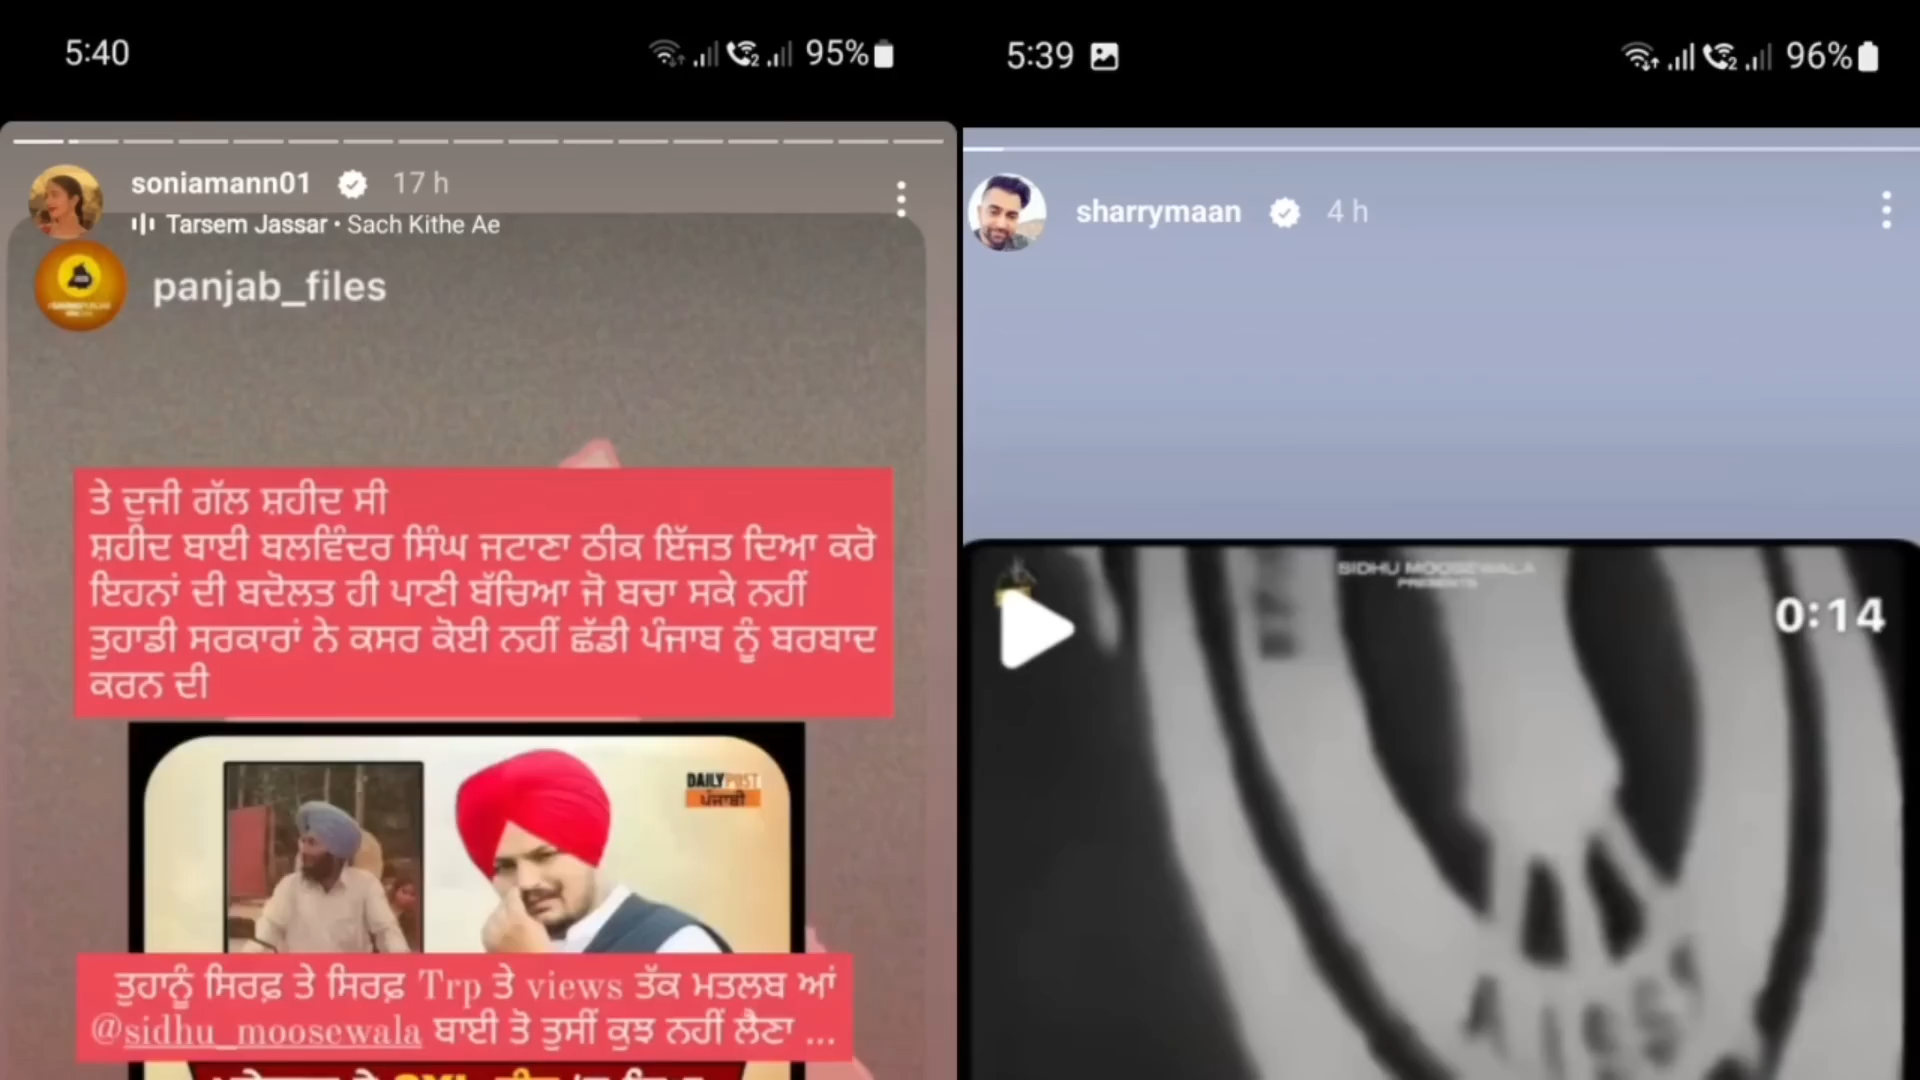 5:40
95%
soniamann01 17 h
Tarsem Jassar • Sach Kithe Ae
panjab_files
ਤੇ ਦੂਜੀ ਗੱਲ ਸ਼ਹੀਦ ਸੀ
ਸ਼ਹੀਦ ਬਾਈ ਬਲਵਿੰਦਰ ਸਿੰਘ ਜਟਾਣਾ ਠੀਕ ਇੱਜਤ ਦਿਆ ਕਰੋ
ਇਹਨਾਂ ਦੀ ਬਦੋਲਤ ਹੀ ਪਾਣੀ ਬੱਚਿਆ ਜੋ ਬਚਾ ਸਕੇ ਨਹੀਂ
ਤੁਹਾਡੀ ਸਰਕਾਰਾਂ ਨੇ ਕਸਰ ਕੋਈ ਨਹੀਂ ਛੱਡੀ ਪੰਜਾਬ ਨੂੰ ਬਰਬਾਦ
ਕਰਨ ਦੀ
DAILY POST
ਪੰਜਾਬੀ
ਤੁਹਾਨੂੰ ਸਿਰਫ਼ ਤੇ ਸਿਰਫ਼ Trp ਤੇ views ਤੱਕ ਮਤਲਬ ਆਂ
@sidhu_moosewala ਬਾਈ ਤੋ ਤੁਸੀਂ ਕੁਝ ਨਹੀਂ ਲੈਣਾ ...
5:39
96%
sharrymaan 4 h
SIDHU MOOSEWALA
PRESENTS
0:14